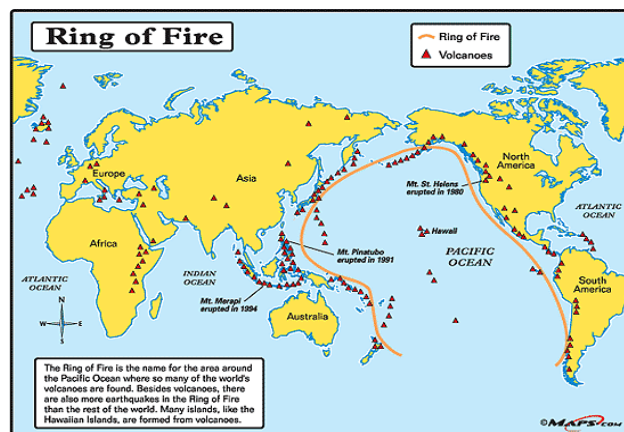 Ring of Fire
Ring of Fire
Volcanoes
Europe
Asia
North
America
Mt. St. Helens
erupted in 1980
ATLANTIC
OCEAN
Africa
Hawaii
Mt. Pinatubo
erupted in 1991
PACIFIC
OCEAN
ATLANTIC
OCEAN
INDIAN
OCEAN
South
America
Mt. Merapi
erupted in 1994
Australia
N
W
E
S
The Ring of Fire is the name for the area around
the Pacific Ocean where so many of the world's
volcanoes are found. Besides volcanoes, there
are also more earthquakes in the Ring of Fire
than the rest of the world. Many islands, like the
Hawaiian Islands, are formed from volcanoes.
©MAPS.COM